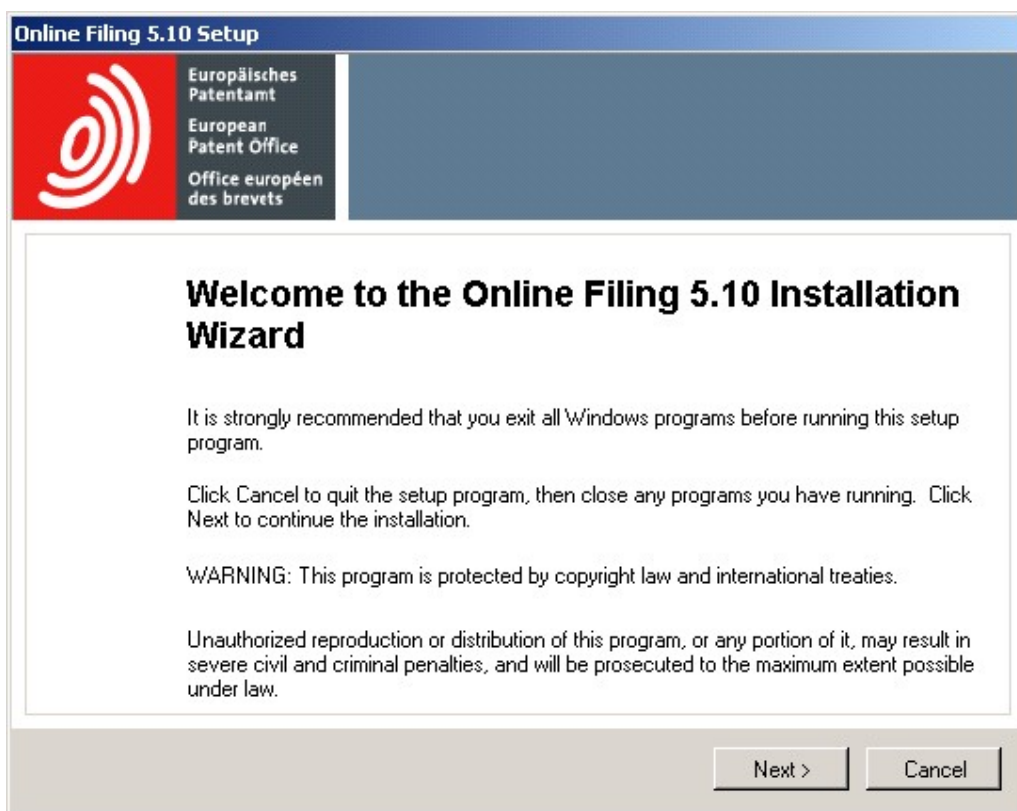 Online Filing 5.10 Setup
Europäisches
Patentamt
European
Patent Office
Office européen
des brevets
Welcome to the Online Filing 5.10 Installation
Wizard
It is strongly recommended that you exit all Windows programs before running this setup
program.
Click Cancel to quit the setup program, then close any programs you have running.  Click
Next to continue the installation.
WARNING: This program is protected by copyright law and international treaties.
Unauthorized reproduction or distribution of this program, or any portion of it, may result in
severe civil and criminal penalties, and will be prosecuted to the maximum extent possible
under law.
Next >
Cancel